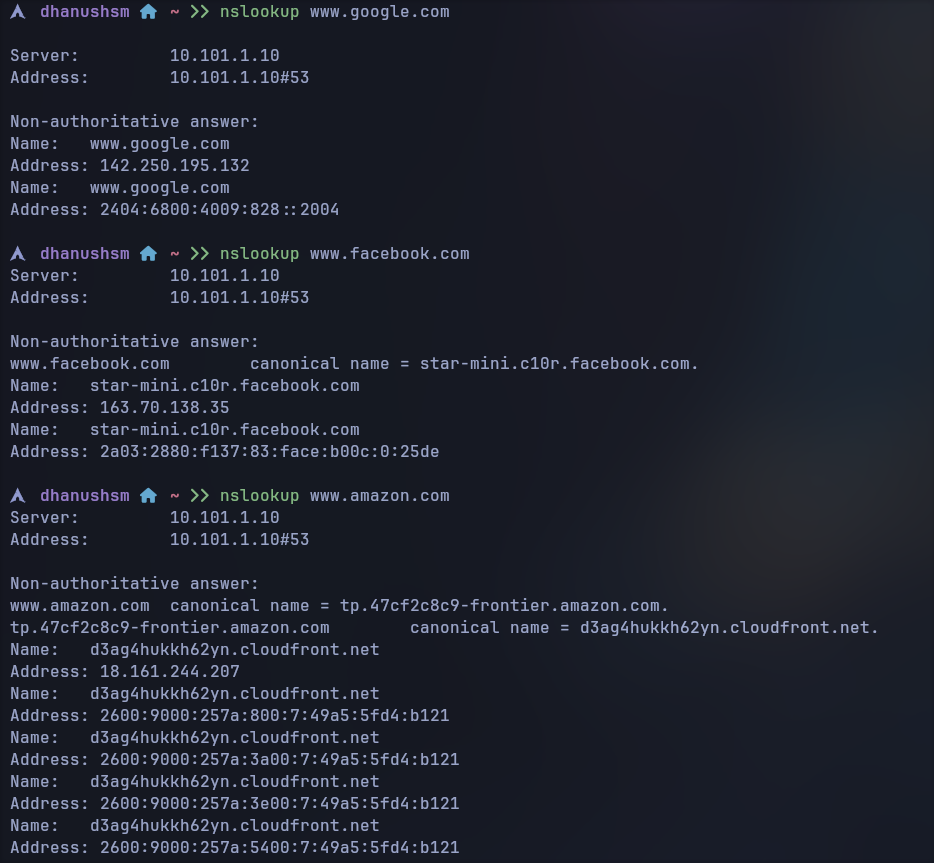 dhanushsm ~ >> nslookup www.google.com
Server: 10.101.1.10
Address: 10.101.1.10#53
Non-authoritative answer:
Name: www.google.com
Address: 142.250.195.132
Name: www.google.com
Address: 2404:6800:4009:828::2004
dhanushsm ~ >> nslookup www.facebook.com
Server: 10.101.1.10
Address: 10.101.1.10#53
Non-authoritative answer:
www.facebook.com canonical name = star-mini.c10r.facebook.com.
Name: star-mini.c10r.facebook.com
Address: 163.70.138.35
Name: star-mini.c10r.facebook.com
Address: 2a03:2880:f137:83:face:b00c:0:25de
dhanushsm ~ >> nslookup www.amazon.com
Server: 10.101.1.10
Address: 10.101.1.10#53
Non-authoritative answer:
www.amazon.com canonical name = tp.47cf2c8c9-frontier.amazon.com.
tp.47cf2c8c9-frontier.amazon.com canonical name = d3ag4hukkh62yn.cloudfront.net.
Name: d3ag4hukkh62yn.cloudfront.net
Address: 18.161.244.207
Name: d3ag4hukkh62yn.cloudfront.net
Address: 2600:9000:257a:800:7:49a5:5fd4:b121
Name: d3ag4hukkh62yn.cloudfront.net
Address: 2600:9000:257a:3a00:7:49a5:5fd4:b121
Name: d3ag4hukkh62yn.cloudfront.net
Address: 2600:9000:257a:3e00:7:49a5:5fd4:b121
Name: d3ag4hukkh62yn.cloudfront.net
Address: 2600:9000:257a:5400:7:49a5:5fd4:b121